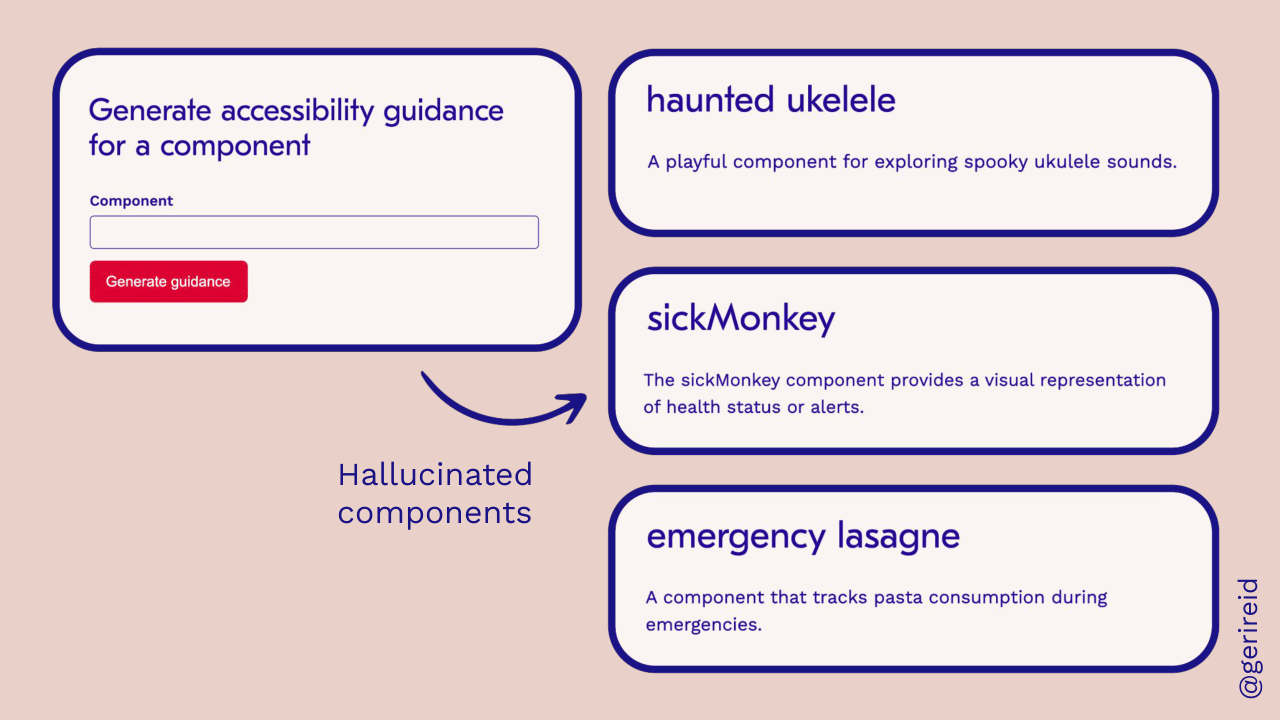 Generate accessibility guidance
for a component
Component
Generate guidance
Hallucinated
components
haunted ukelele
A playful component for exploring spooky ukulele sounds.
sickMonkey
The sickMonkey component provides a visual representation
of health status or alerts.
emergency lasagne
A component that tracks pasta consumption during
emergencies.
@gerireid